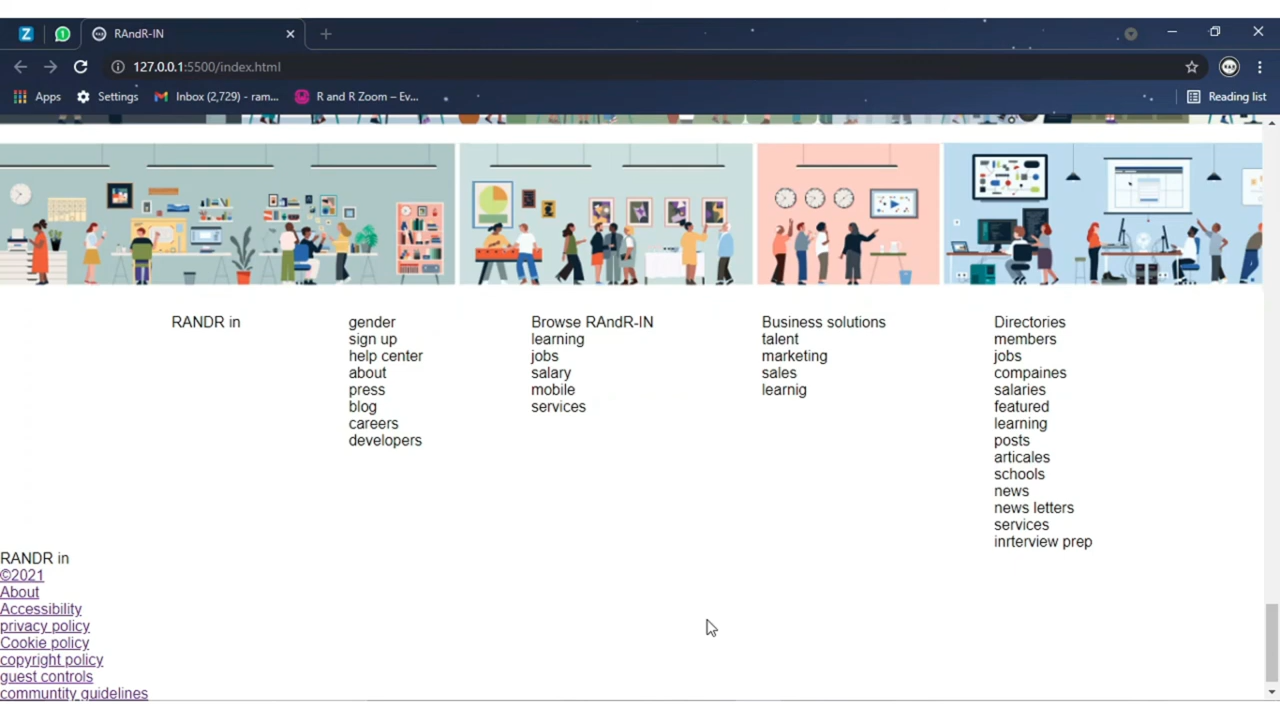 RAndR-IN
127.0.0.1:5500/index.html
Apps
Settings
Inbox (2,729) - ram...
R and R Zoom – Ev...
Reading list
RANDR in
gender
sign up
help center
about
press
blog
careers
developers
Browse RAndR-IN
learning
jobs
salary
mobile
services
Business solutions
talent
marketing
sales
learnig
Directories
members
jobs
compaines
salaries
featured
learning
posts
articales
schools
news
news letters
services
inrterview prep
RANDR in
©2021
About
Accessibility
privacy policy
Cookie policy
copyright policy
guest controls
communtity guidelines